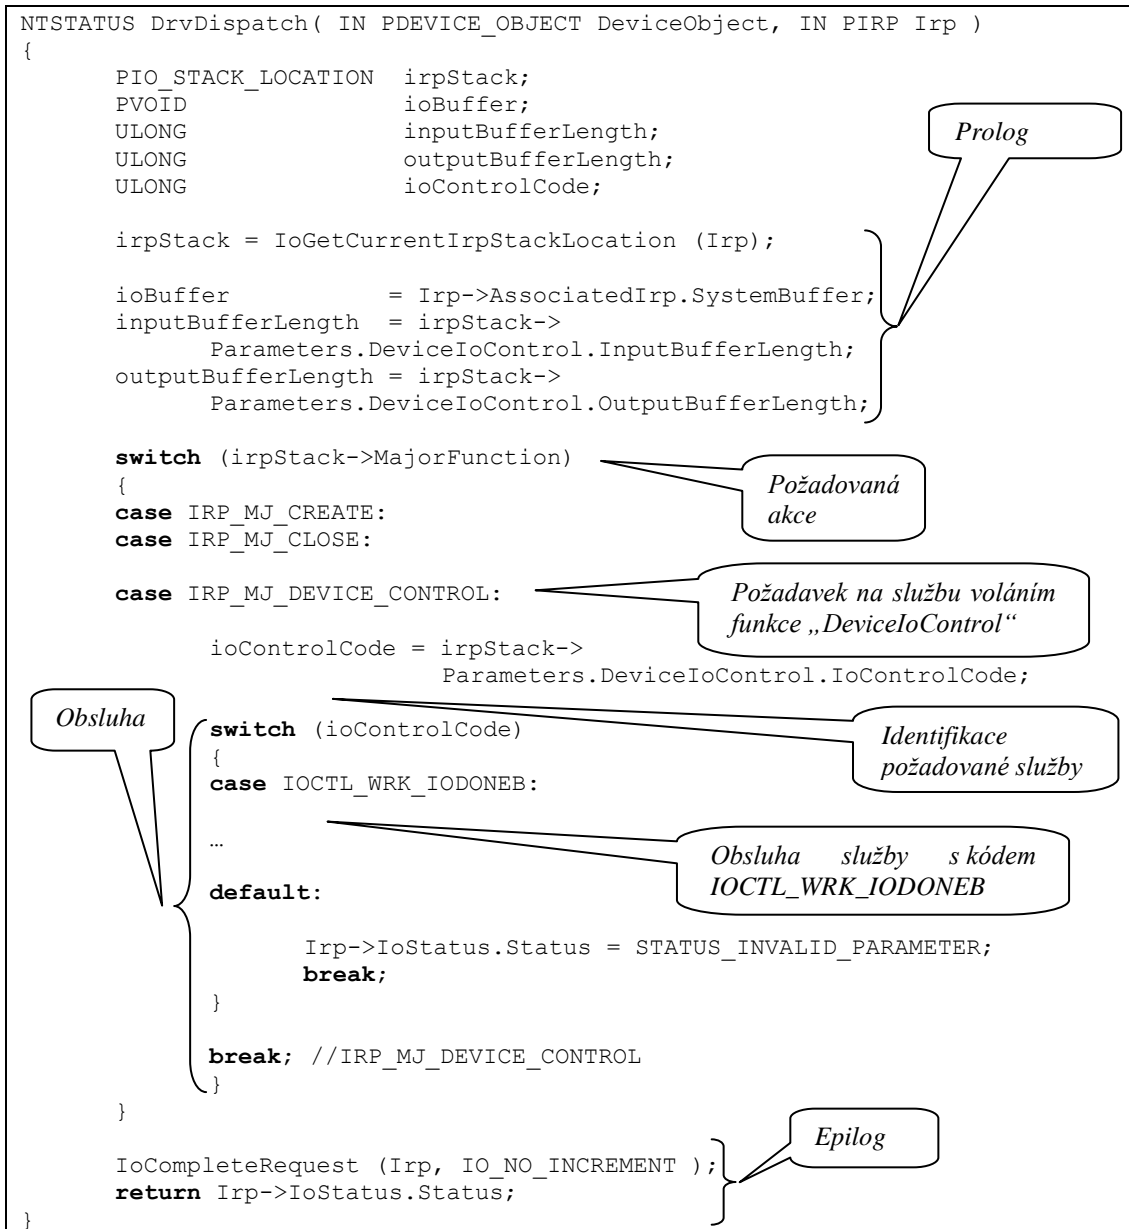 NTSTATUS DrvDispatch( IN PDEVICE_OBJECT DeviceObject, IN PIRP Irp )
{
PIO_STACK_LOCATION irpStack;
PVOID ioBuffer;
ULONG inputBufferLength;
ULONG outputBufferLength;
ULONG ioControlCode;
Prolog
irpStack = IoGetCurrentIrpStackLocation (Irp);
ioBuffer = Irp->AssociatedIrp.SystemBuffer;
inputBufferLength = irpStack->
Parameters.DeviceIoControl.InputBufferLength;
outputBufferLength = irpStack->
Parameters.DeviceIoControl.OutputBufferLength;
switch (irpStack->MajorFunction)
{
case IRP_MJ_CREATE:
case IRP_MJ_CLOSE:
Požadovaná
akce
case IRP_MJ_DEVICE_CONTROL:
Požadavek na službu voláním
funkce „DeviceIoControl“
ioControlCode = irpStack->
Parameters.DeviceIoControl.IoControlCode;
Obsluha
switch (ioControlCode)
{
case IOCTL_WRK_IODONEB:
Identifikace
požadované služby
…
Obsluha služby s kódem
IOCTL_WRK_IODONEB
default:
Irp->IoStatus.Status = STATUS_INVALID_PARAMETER;
break;
}
break; //IRP_MJ_DEVICE_CONTROL
}
}
Epilog
IoCompleteRequest (Irp, IO_NO_INCREMENT );
return Irp->IoStatus.Status;
}